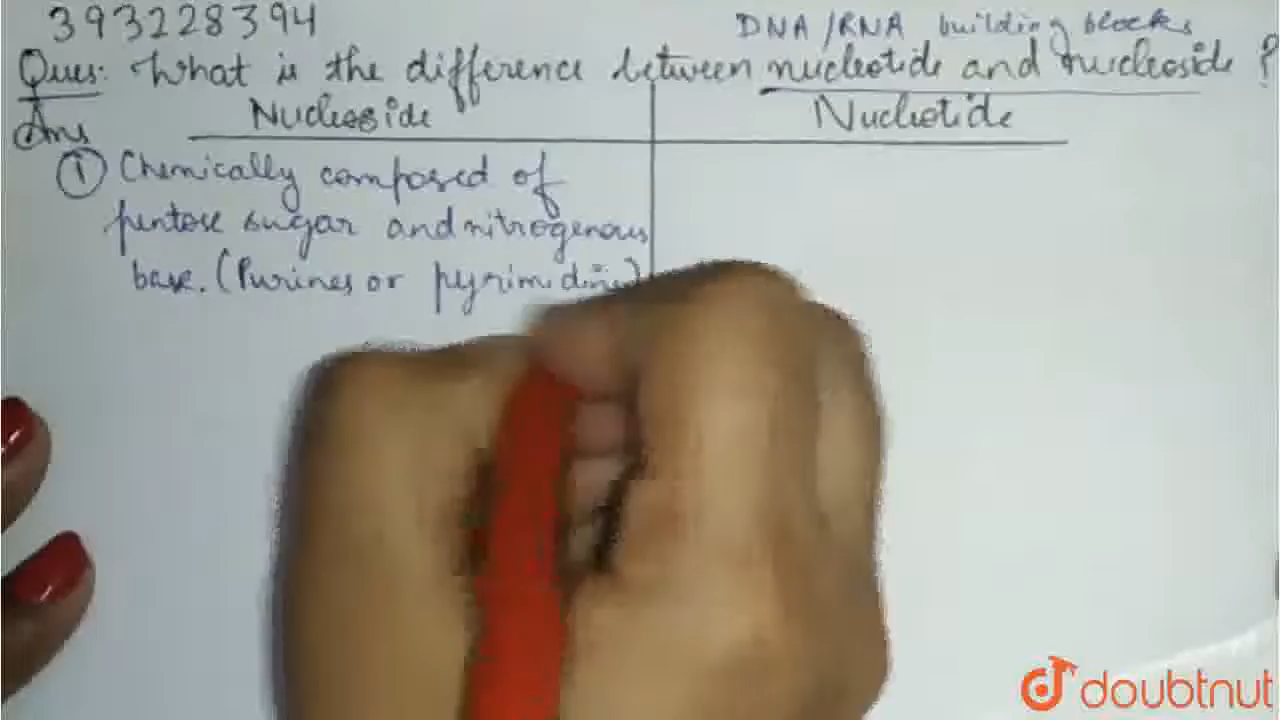 393228394
DNA/RNA building blocks
Ques: What is the difference between nucleotide and nucleoside ?
Ans
Nucleoside
Nucleotide
① Chemically composed of
pentose sugar and nitrogenous
base. (Purines or pyrimidines)
doubtnut